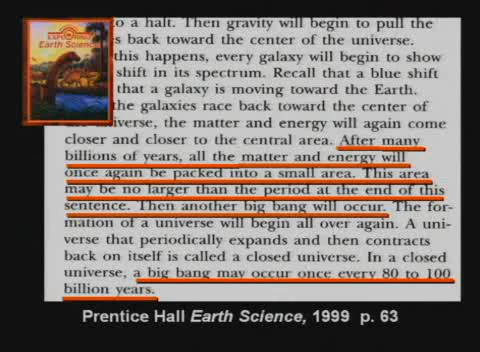 EXPLORING
Earth Science
to a halt. Then gravity will begin to pull the
s back toward the center of the universe.
this happens, every galaxy will begin to show
shift in its spectrum. Recall that a blue shift
that a galaxy is moving toward the Earth.
the galaxies race back toward the center of
iverse, the matter and energy will again come
closer and closer to the central area. After many
billions of years, all the matter and energy will
once again be packed into a small area. This area
may be no larger than the period at the end of this
sentence. Then another big bang will occur. The for-
mation of a universe will begin all over again. A uni-
verse that periodically expands and then contracts
back on itself is called a closed universe. In a closed
universe, a big bang may occur once every 80 to 100
billion years.
Prentice Hall Earth Science, 1999 p. 63